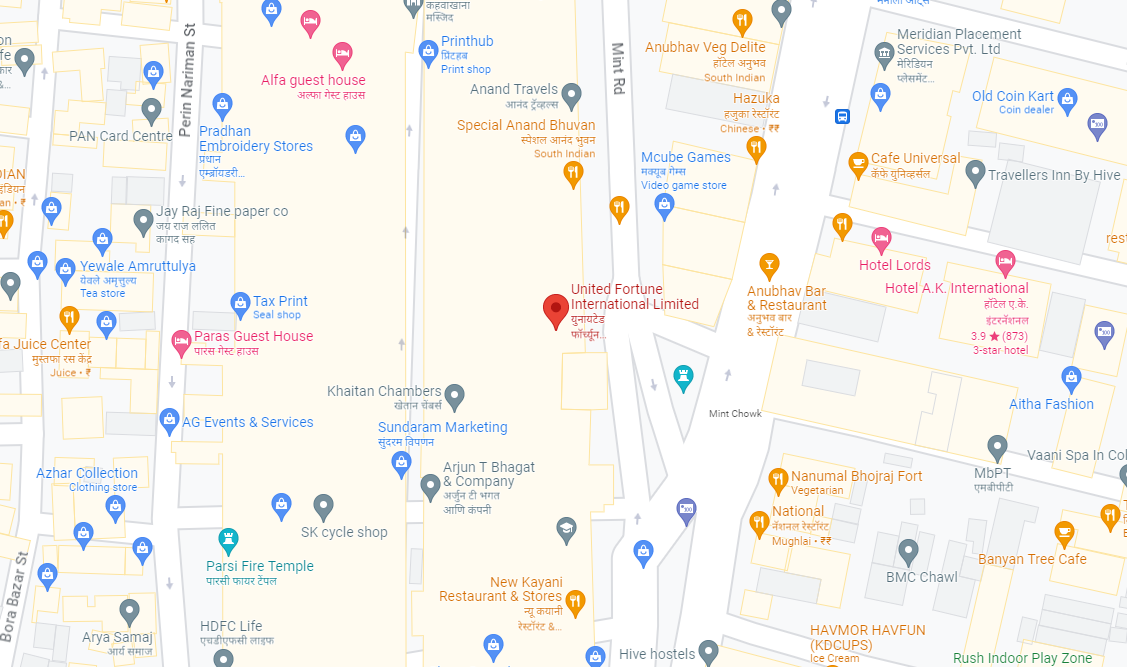 कहवाखाना
मस्जिद
Perin Nariman St
Mint Rd
Bora Bazar St
Alfa guest house
अल्फा गेस्ट हाउस
Printhub
प्रिंटहब
Print shop
Anubhav Veg Delite
हॉटेल अनुभव
South Indian
Meridian Placement
Services Pvt. Ltd
मेरिडियन
प्लेसमेंट...
Anand Travels
आनंद ट्रॅव्हल्स
Hazuka
हजुका रेस्टॉरंट
Chinese • ₹₹
Old Coin Kart
Coin dealer
PAN Card Centre
Pradhan
Embroidery Stores
प्रधान
एम्ब्रॉयडरी...
Special Anand Bhuvan
स्पेशल आनंद भुवन
South Indian
Mcube Games
मक्यूब गेम्स
Video game store
Cafe Universal
कॅफे युनिव्हर्सल
Travellers Inn By Hive
Jay Raj Fine paper co
जय राज ललित
कागद सह
Yewale Amruttulya
येवले अमृत्तुल्य
Tea store
Tax Print
Seal shop
Hotel Lords
Hotel A.K. International
हॉटेल ए.के.
इंटरनॅशनल
3.9 ★ (873)
3-star hotel
United Fortune
International Limited
युनायटेड
फॉर्च्यून...
Anubhav Bar
& Restaurant
अनुभव बार
& रेस्टॉरंट
Paras Guest House
पारस गेस्ट हाउस
fa Juice Center
मुस्तफा रस केंद्र
Juice • ₹
Khaitan Chambers
खेतान चेंबर्स
Mint Chowk
Aitha Fashion
AG Events & Services
Sundaram Marketing
सुंदरम विपणन
Azhar Collection
Clothing store
Arjun T Bhagat
& Company
अर्जुन टी भगत
आणि कंपनी
MbPT
एमबीपीटी
Vaani Spa In Col
Nanumal Bhojraj Fort
Vegetarian
National
नॅशनल रेस्टॉरंट
Mughlai • ₹₹
SK cycle shop
Parsi Fire Temple
पारसी फायर टेंपल
BMC Chawl
Banyan Tree Cafe
New Kayani
Restaurant & Stores
न्यू कयानी
रेस्टॉरंट &...
Arya Samaj
आर्य समाज
HDFC Life
एचडीएफसी लाइफ
Hive hostels
HAVMOR HAVFUN
(KDCUPS)
Ice Cream
Rush Indoor Play Zone